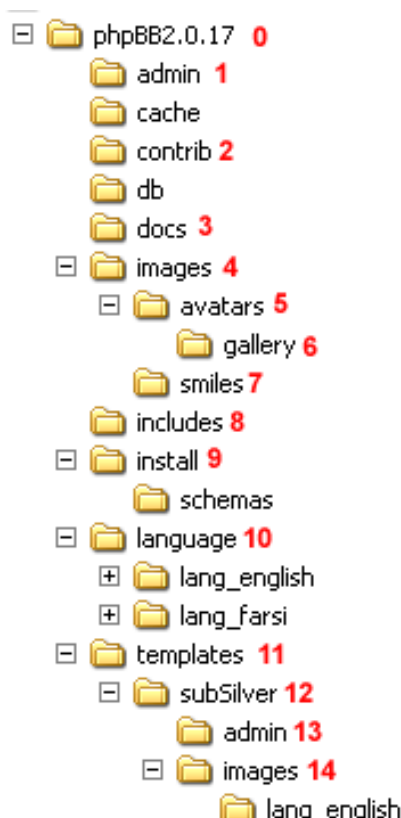 phpBB2.0.17 0
admin 1
cache
contrib 2
db
docs 3
images 4
avatars 5
gallery 6
smiles 7
includes 8
install 9
schemas
language 10
lang_english
lang_farsi
templates 11
subSilver 12
admin 13
images 14
lang_english